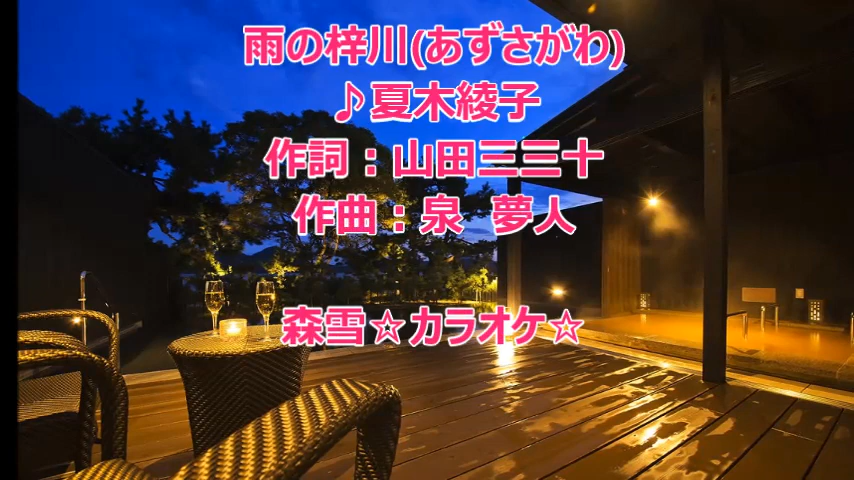 雨の梓川(あずさがわ)
♪夏木綾子
作詞：山田三三十
作曲：泉 夢人
森雪☆カラオケ☆